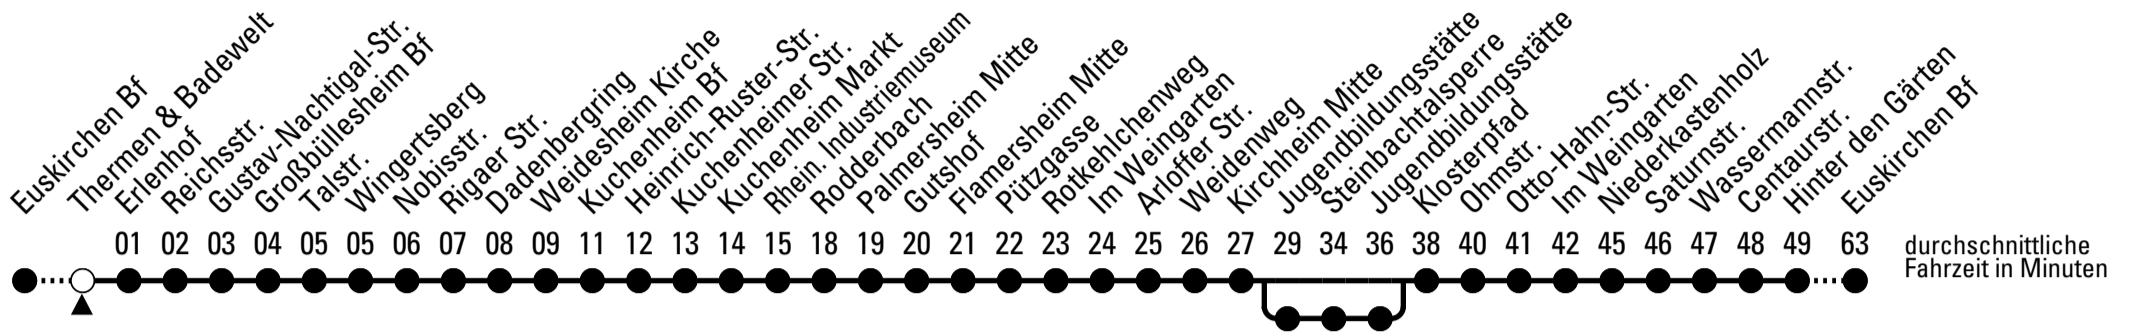 Euskirchen Bf
Thermen & Badewelt
Erlenhof
Reichsstr.
Gustav-Nachtigal-Str.
Großbüllesheim Bf
Talstr.
Wingertsberg
Nobisstr.
Rigaer Str.
Dadenbergring
Weidesheim Kirche
Kuchenheim Bf
Heinrich-Ruster-Str.
Kuchenheimer Str.
Kuchenheim Markt
Rhein. Industriemuseum
Rodderbach
Palmersheim Mitte
Gutshof
Flamersheim Mitte
Pützgasse
Rotkehlchenweg
Im Weingarten
Arloffer Str.
Weidenweg
Kirchheim Mitte
Jugendbildungsstätte
Steinbachtalsperre
Jugendbildungsstätte
Klosterpfad
Ohmstr.
Otto-Hahn-Str.
Im Weingarten
Niederkastenholz
Saturnstr.
Wassermannstr.
Centaurstr.
Hinter den Gärten
Euskirchen Bf
01 02 03 04 05 05 06 07 08 09 11 12 13 14 15 18 19 20 21 22 23 24 25 26 27 29 34 36 38 40 41 42 45 46 47 48 49 63
durchschnittliche
Fahrzeit in Minuten